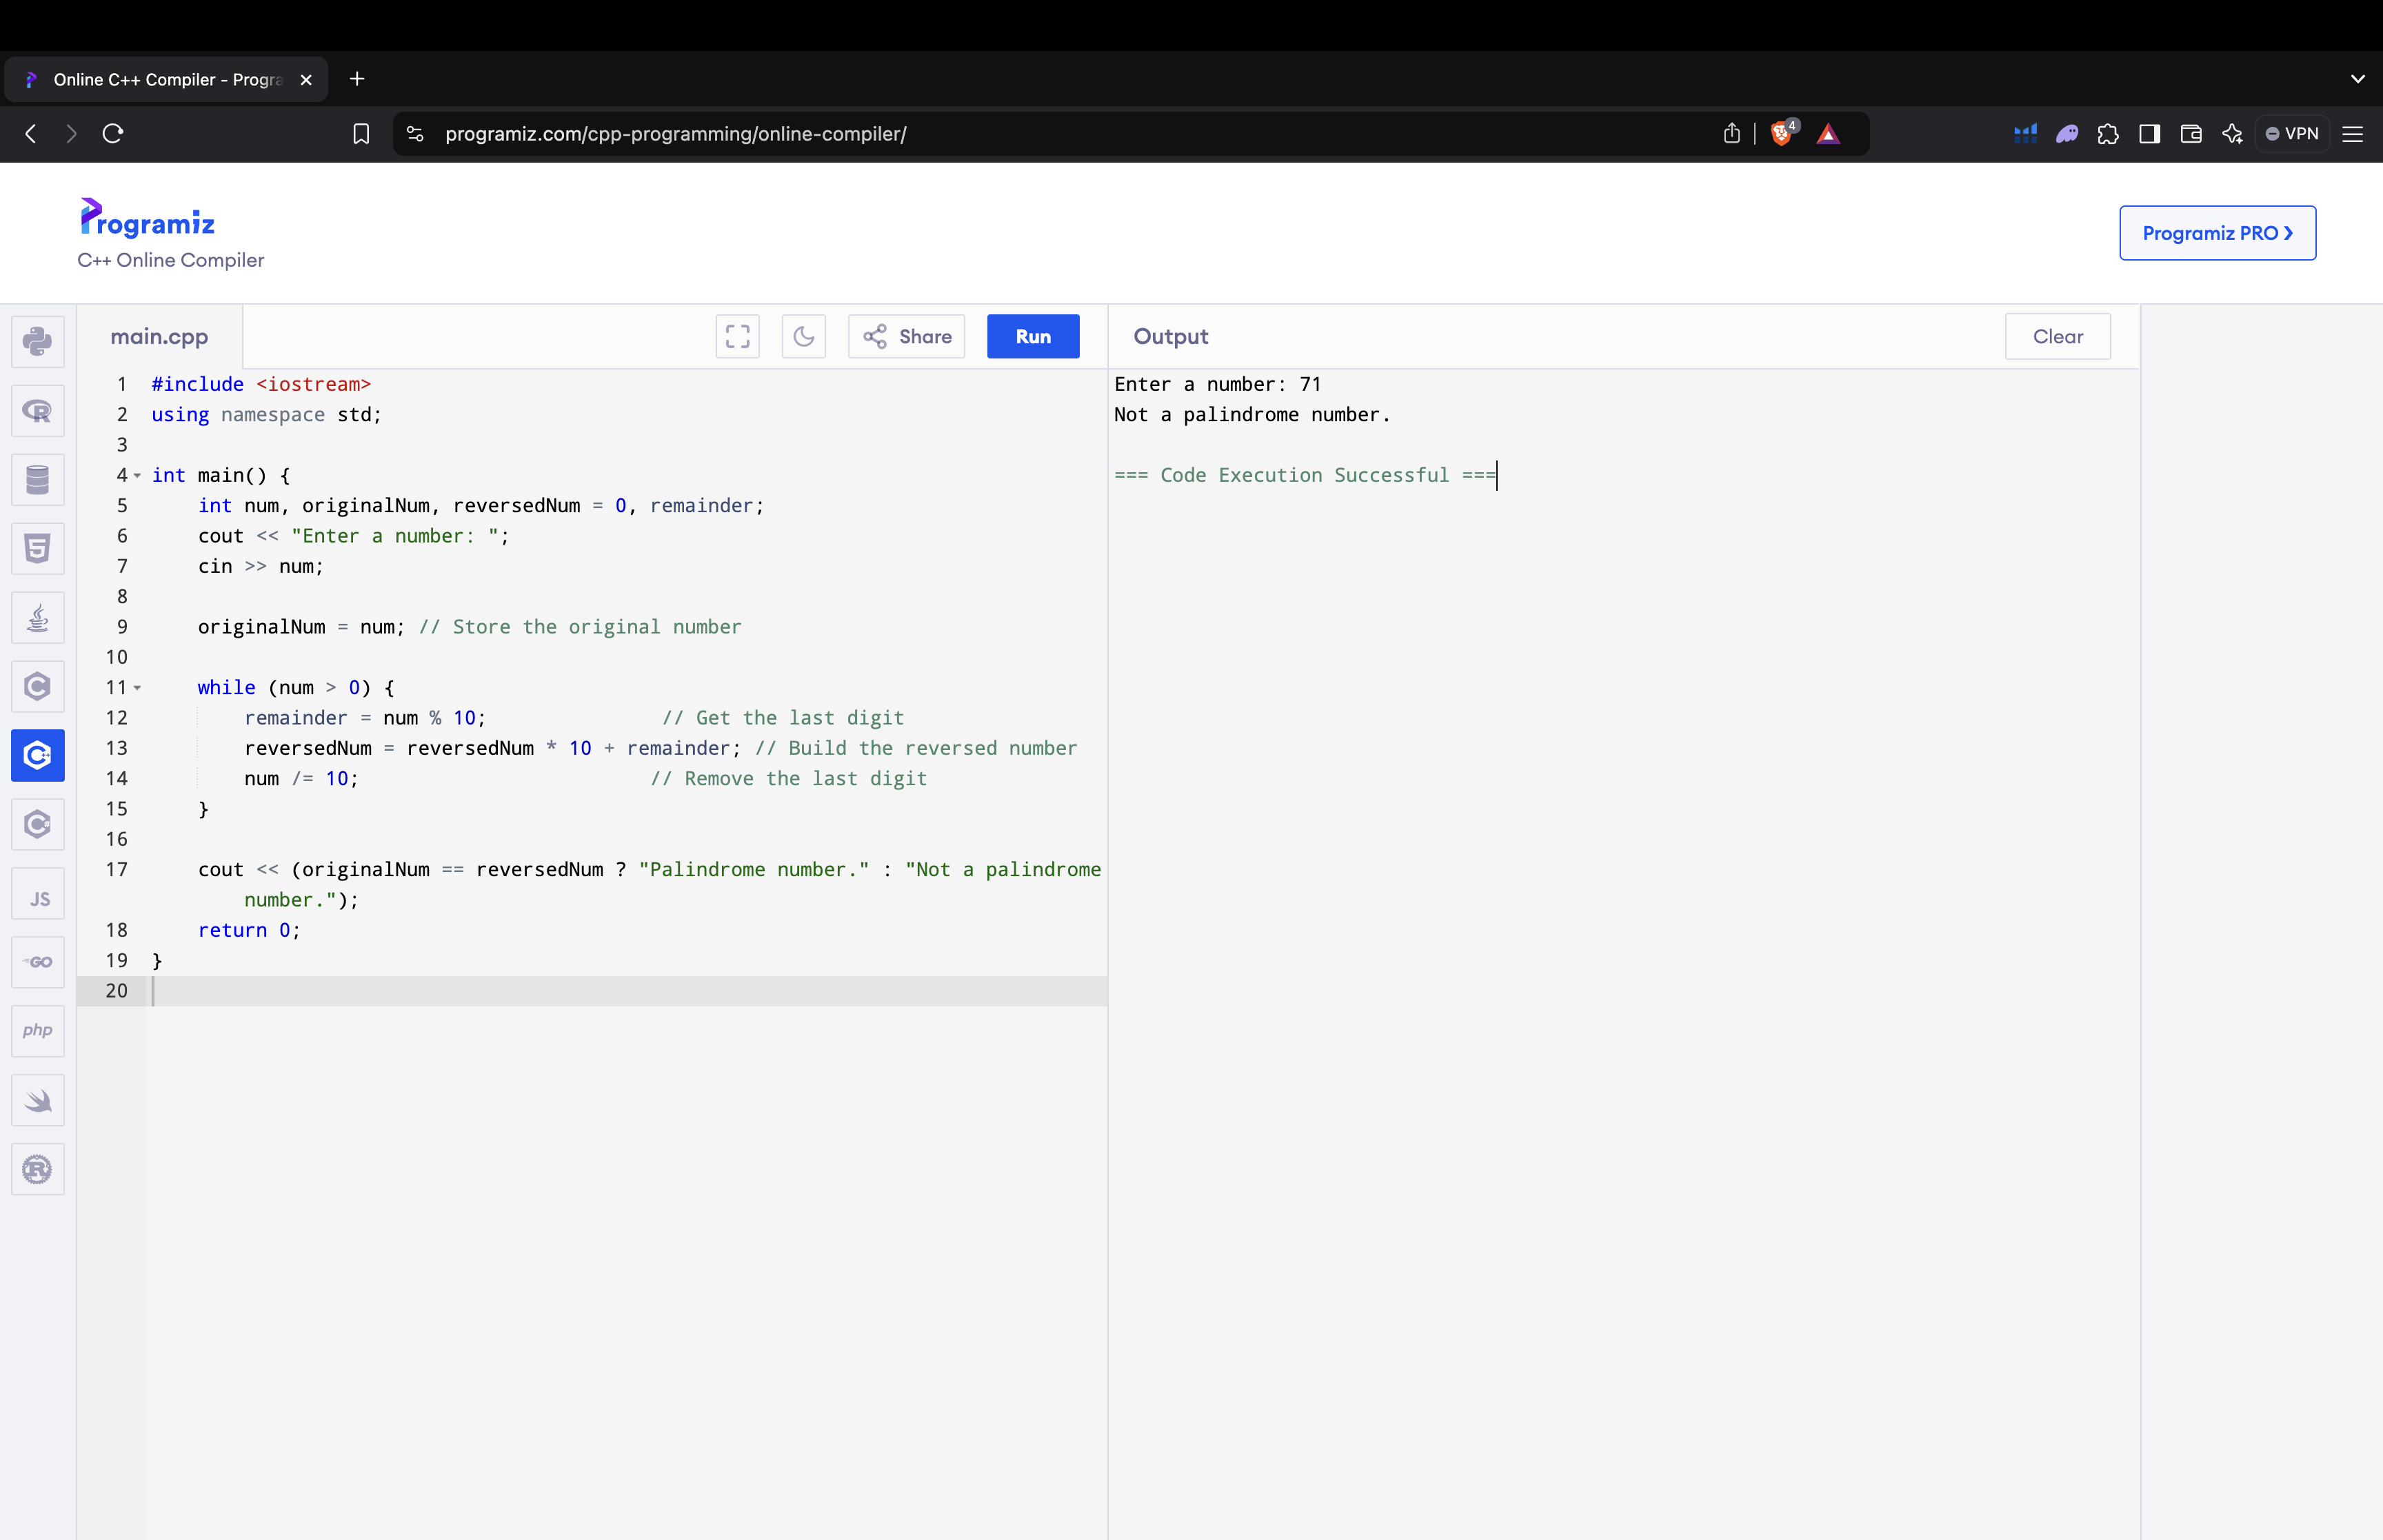 Online C++ Compiler - Progra
programiz.com/cpp-programming/online-compiler/
4
VPN
Programiz
C++ Online Compiler
Programiz PRO ❯
main.cpp
Share
Run
Output
Clear
1 #include <iostream>
2 using namespace std;
3
4 int main() {
5     int num, originalNum, reversedNum = 0, remainder;
6     cout << "Enter a number: ";
7     cin >> num;
8
9     originalNum = num; // Store the original number
10
11     while (num > 0) {
12         remainder = num % 10;               // Get the last digit
13         reversedNum = reversedNum * 10 + remainder; // Build the reversed number
14         num /= 10;                         // Remove the last digit
15     }
16
17     cout << (originalNum == reversedNum ? "Palindrome number." : "Not a palindrome
        number.");
18     return 0;
19 }
20
Enter a number: 71
Not a palindrome number.
=== Code Execution Successful ===
R
5
C
C++
C#
JS
GO
php
R